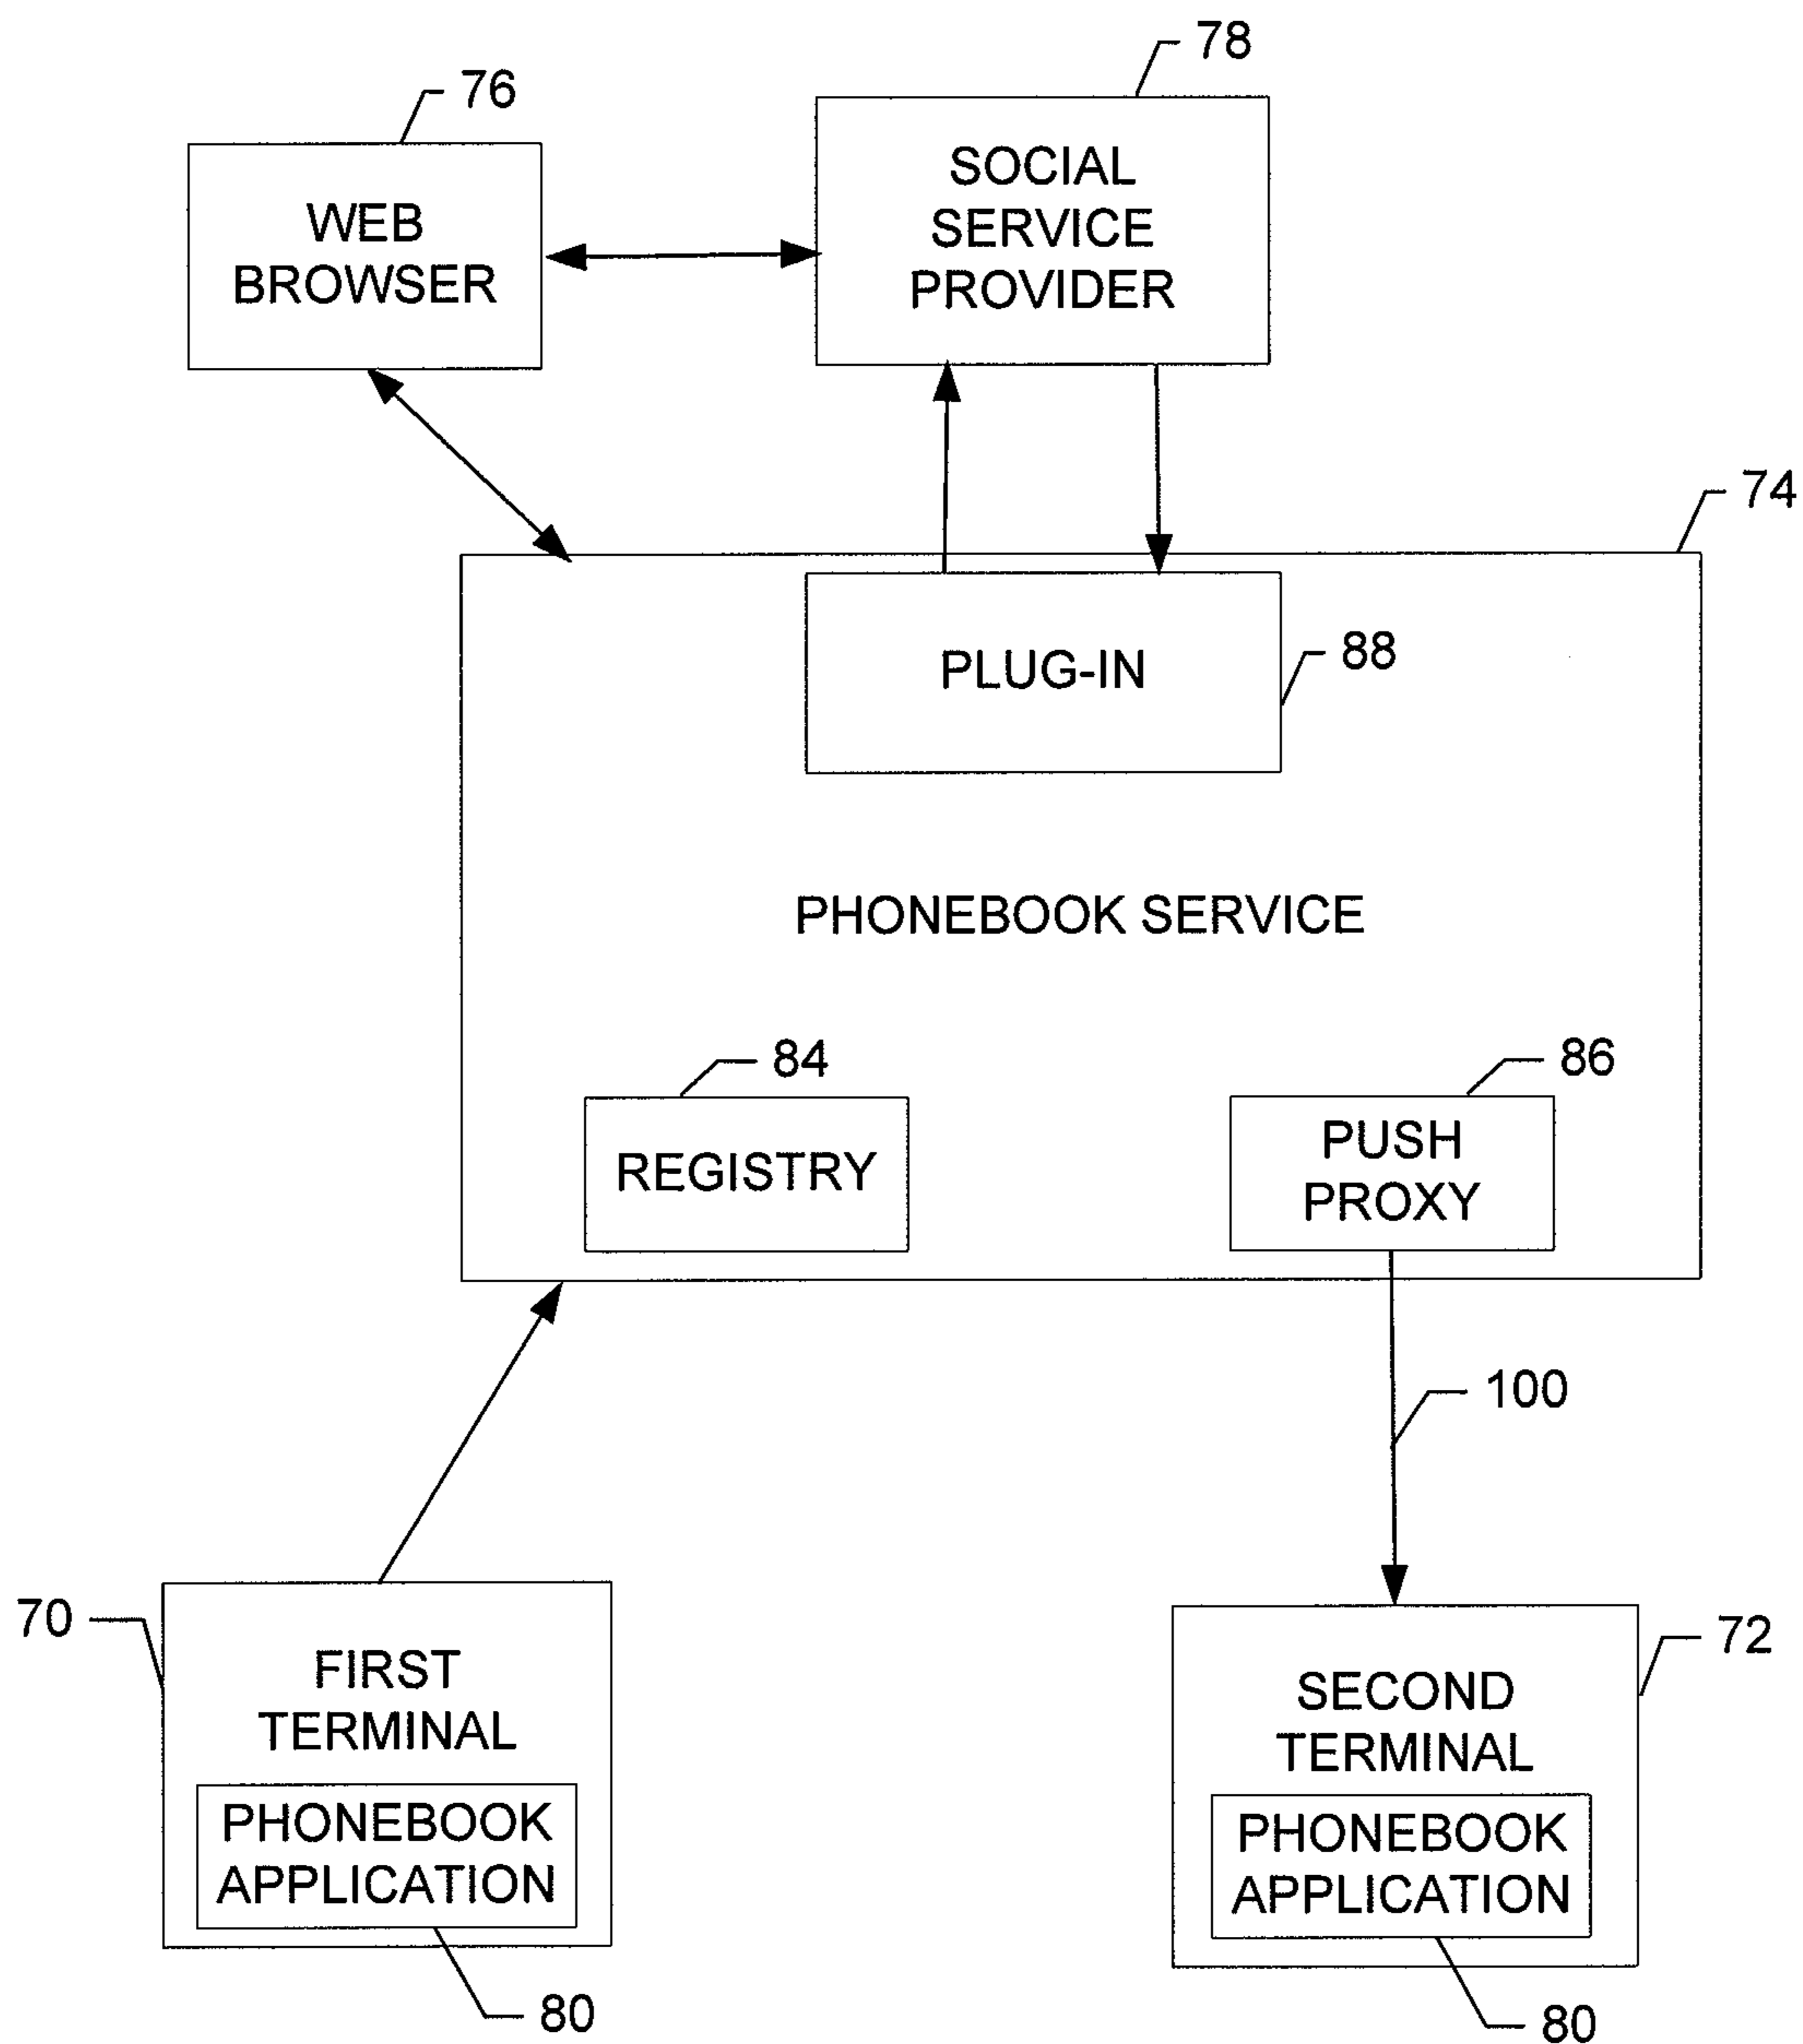 78
76
SOCIAL
SERVICE
PROVIDER
WEB
BROWSER
74
PLUG-IN
88
PHONEBOOK SERVICE
84
86
REGISTRY
PUSH
PROXY
100
70
72
FIRST
TERMINAL
SECOND
TERMINAL
PHONEBOOK
APPLICATION
PHONEBOOK
APPLICATION
80
80